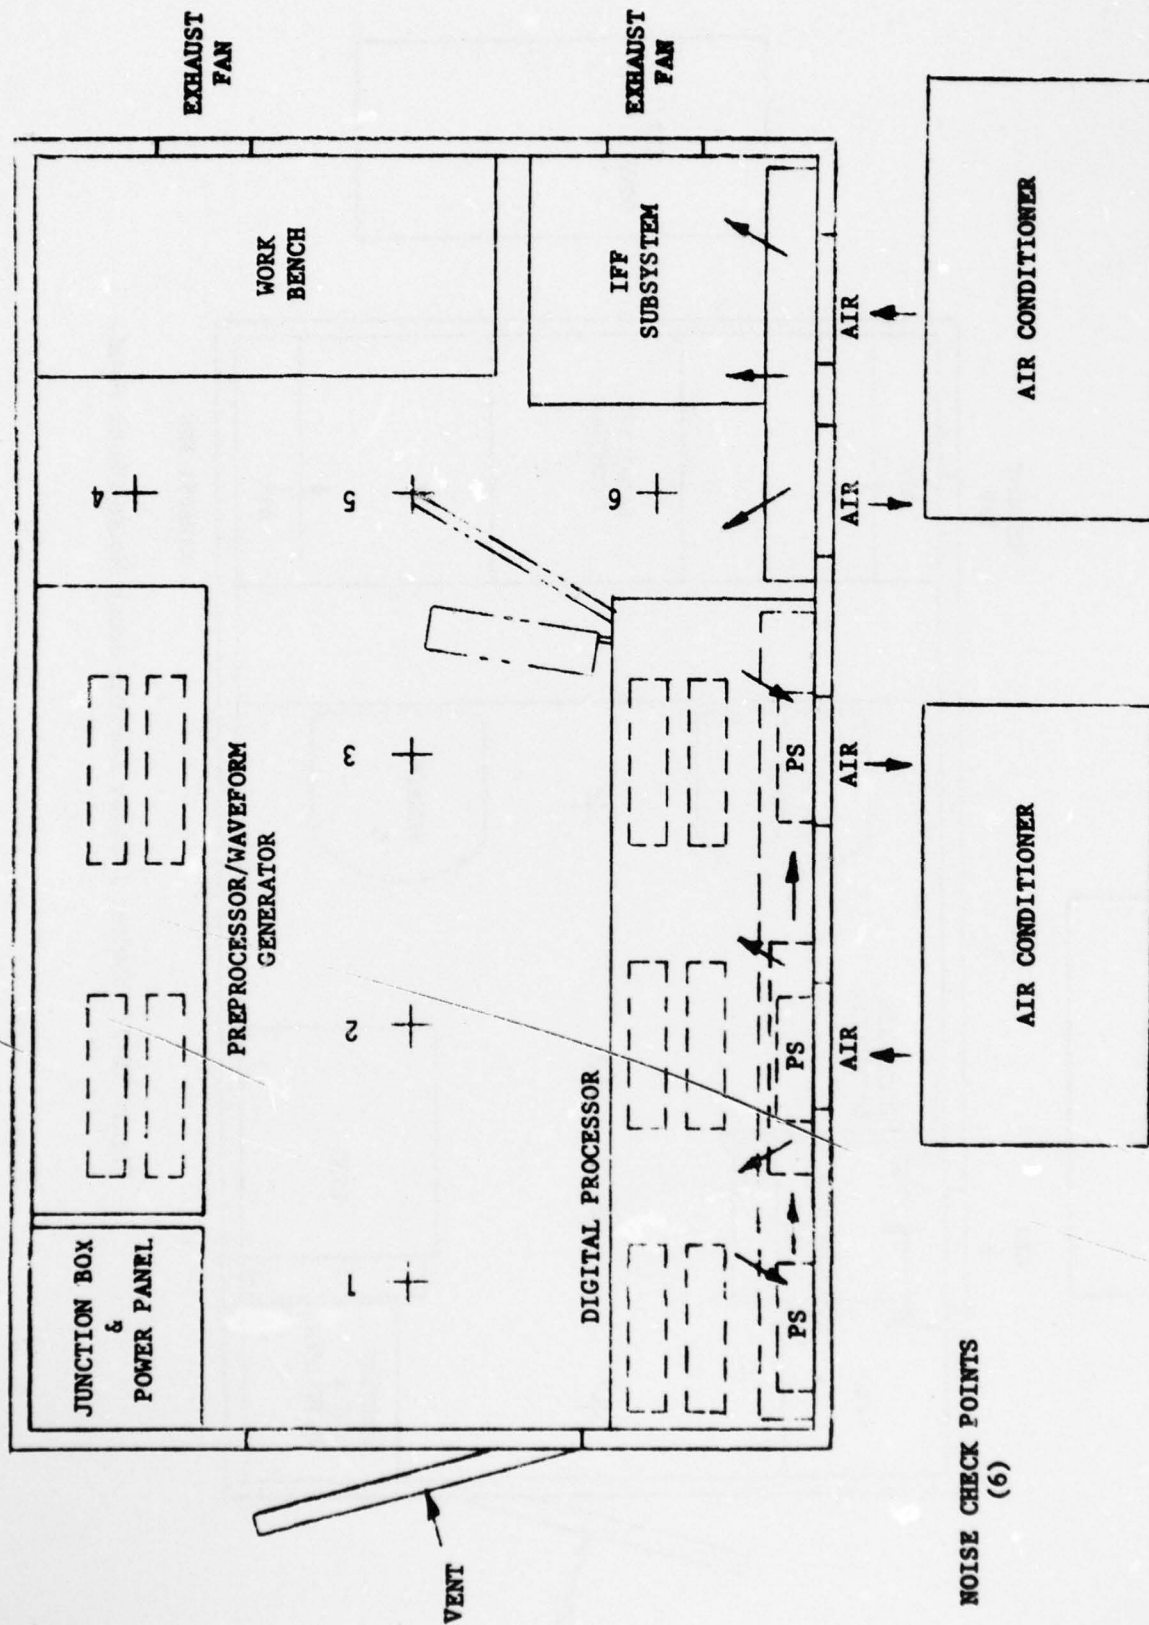 EXHAUST
FAN
EXHAUST
FAN
WORK
BENCH
IFF
SUBSYSTEM
4
5
6
AIR
AIR
AIR CONDITIONER
PREPROCESSOR/WAVEFORM
GENERATOR
3
2
1
JUNCTION BOX
&
POWER PANEL
DIGITAL PROCESSOR
PS
PS
PS
AIR
AIR
AIR CONDITIONER
VENT
NOISE CHECK POINTS
(6)